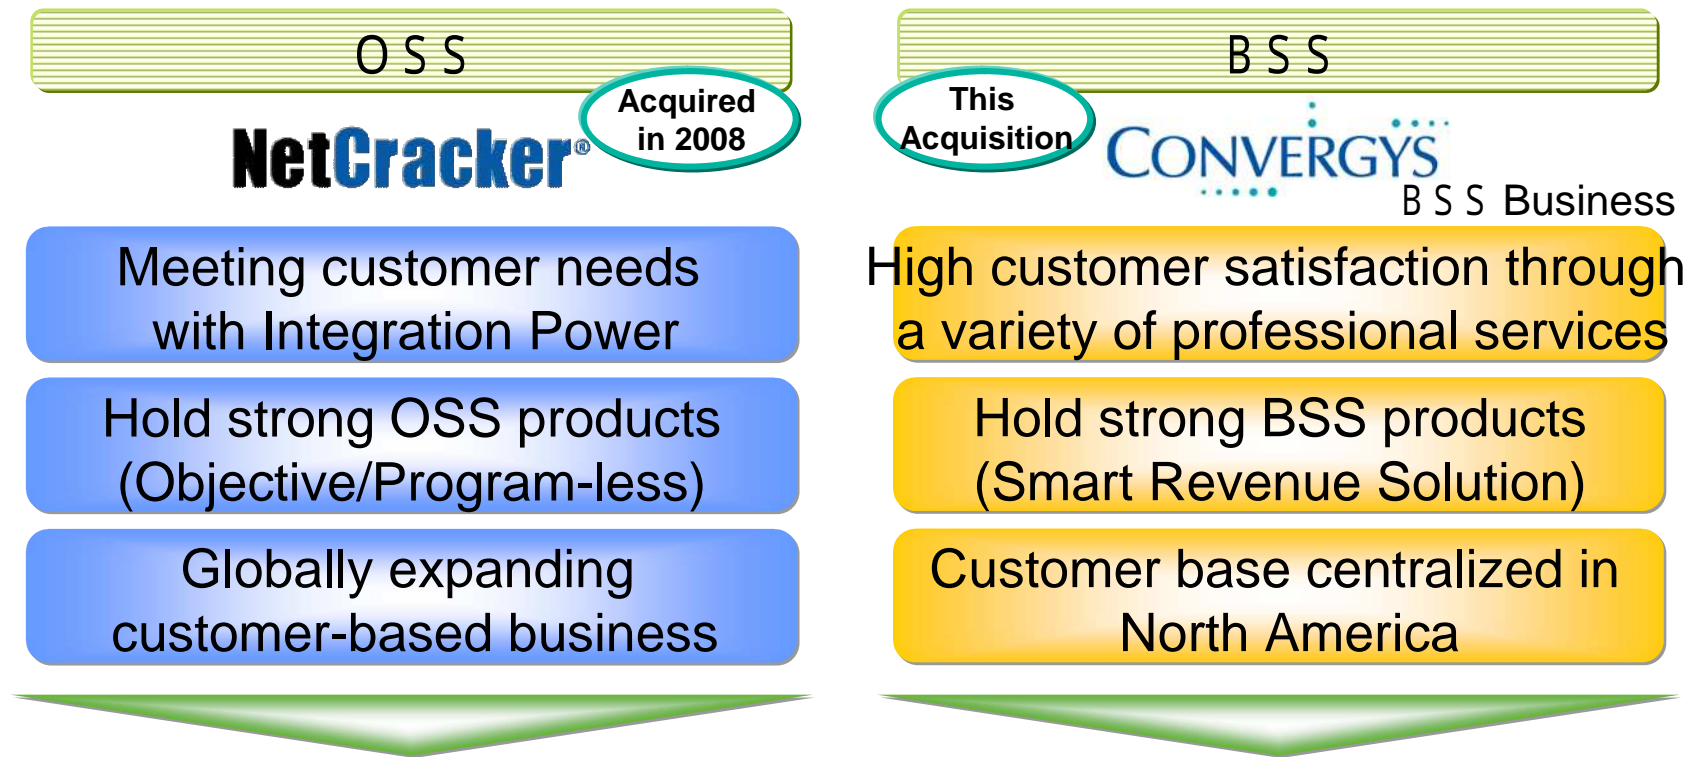 OSS
Acquired
in 2008
NetCracker®
Meeting customer needs
with Integration Power
Hold strong OSS products
(Objective/Program-less)
Globally expanding
customer-based business
BSS
This
Acquisition
CONVERGYS
BSS Business
High customer satisfaction through
a variety of professional services
Hold strong BSS products
(Smart Revenue Solution)
Customer base centralized in
North America